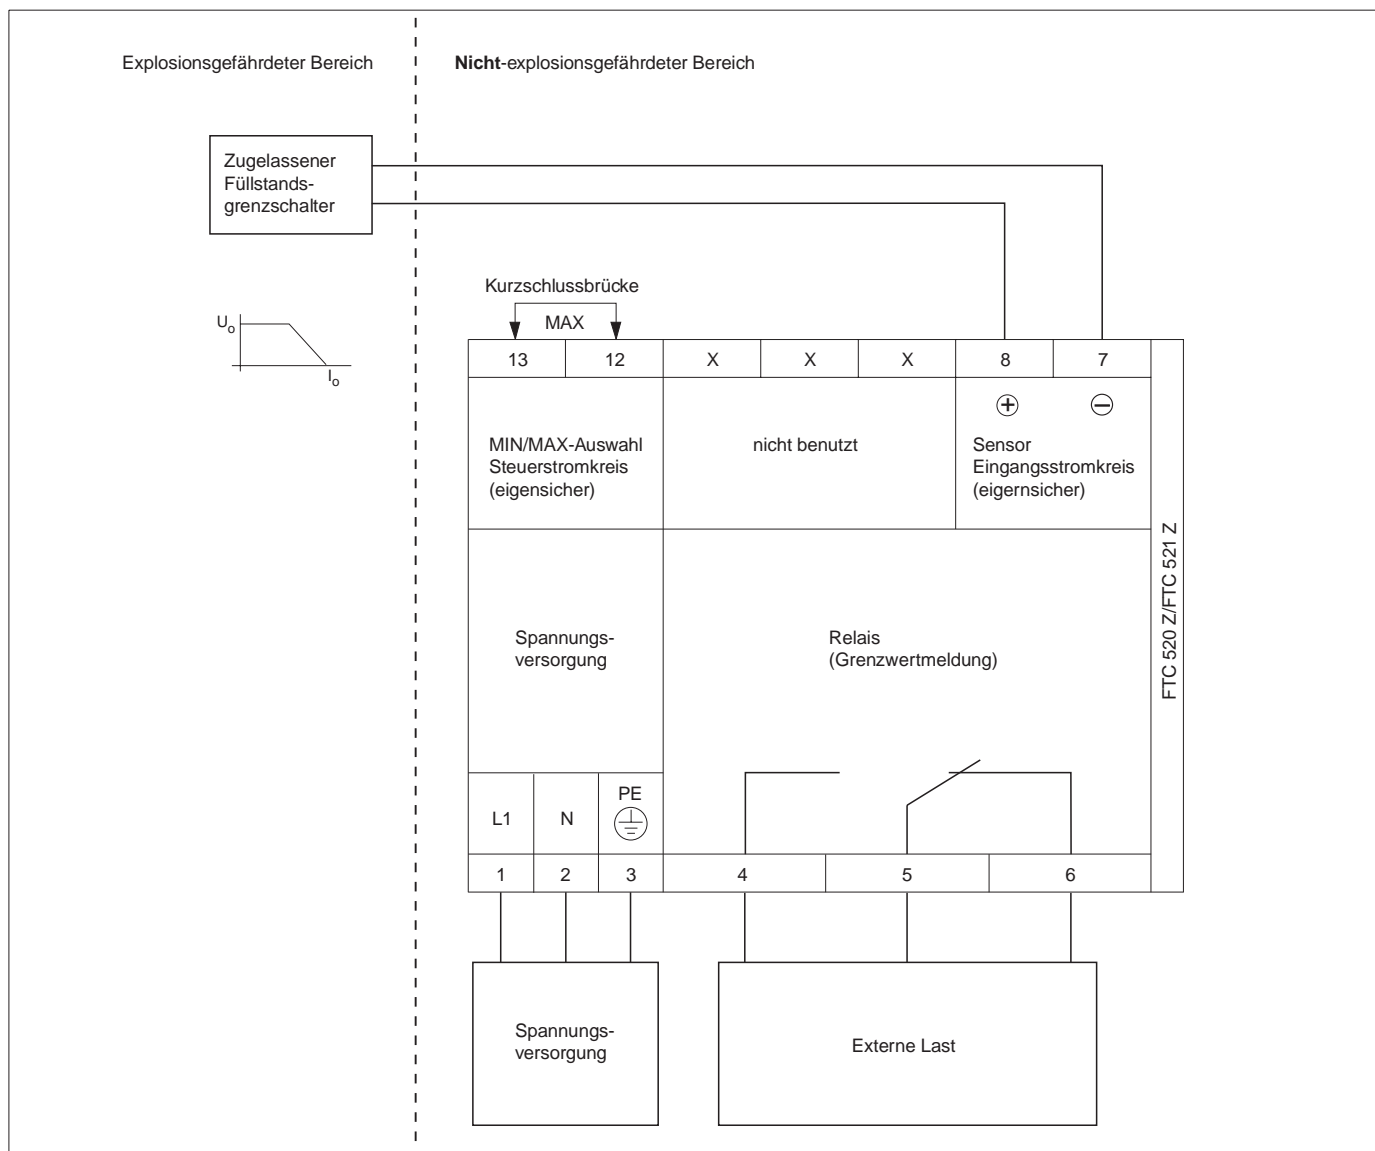 Explosionsgefährdeter Bereich
Nicht-explosionsgefährdeter Bereich
Zugelassener
Füllstands-
grenzschalter
Kurzschlussbrücke
MAX
Uo
Io
13 12 X X X 8 7
+ −
MIN/MAX-Auswahl
Steuerstromkreis
(eigensicher)
nicht benutzt
Sensor
Eingangsstromkreis
(eigernsicher)
FTC 520 Z/FTC 521 Z
Spannungs-
versorgung
Relais
(Grenzwertmeldung)
L1 N PE
1 2 3 4 5 6
Spannungs-
versorgung
Externe Last